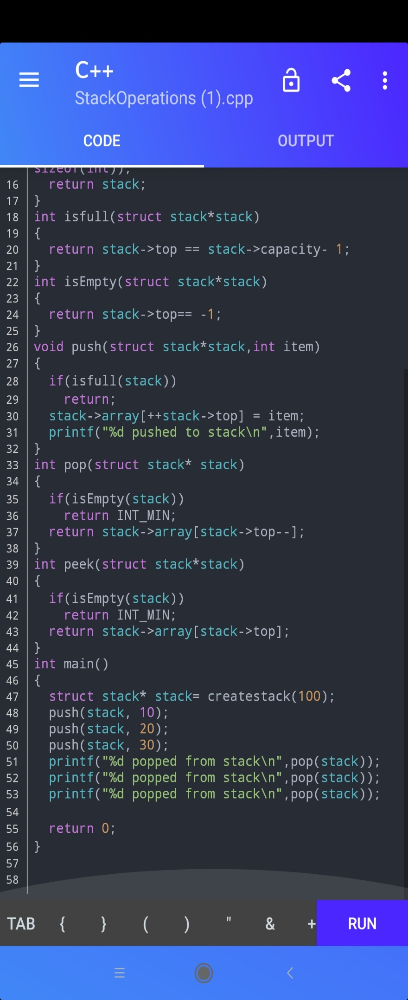 C++
StackOperations (1).cpp
CODE OUTPUT
sizeof(int));
16 return stack;
17 }
18 int isfull(struct stack*stack)
19 {
20 return stack->top == stack->capacity- 1;
21 }
22 int isEmpty(struct stack*stack)
23 {
24 return stack->top== -1;
25 }
26 void push(struct stack*stack,int item)
27 {
28 if(isfull(stack))
29 return;
30 stack->array[++stack->top] = item;
31 printf("%d pushed to stack\n",item);
32 }
33 int pop(struct stack* stack)
34 {
35 if(isEmpty(stack))
36 return INT_MIN;
37 return stack->array[stack->top--];
38 }
39 int peek(struct stack*stack)
40 {
41 if(isEmpty(stack))
42 return INT_MIN;
43 return stack->array[stack->top];
44 }
45 int main()
46 {
47 struct stack* stack= createstack(100);
48 push(stack, 10);
49 push(stack, 20);
50 push(stack, 30);
51 printf("%d popped from stack\n",pop(stack));
52 printf("%d popped from stack\n",pop(stack));
53 printf("%d popped from stack\n",pop(stack));
54
55 return 0;
56 }
57
58
TAB { } ( ) " & + RUN